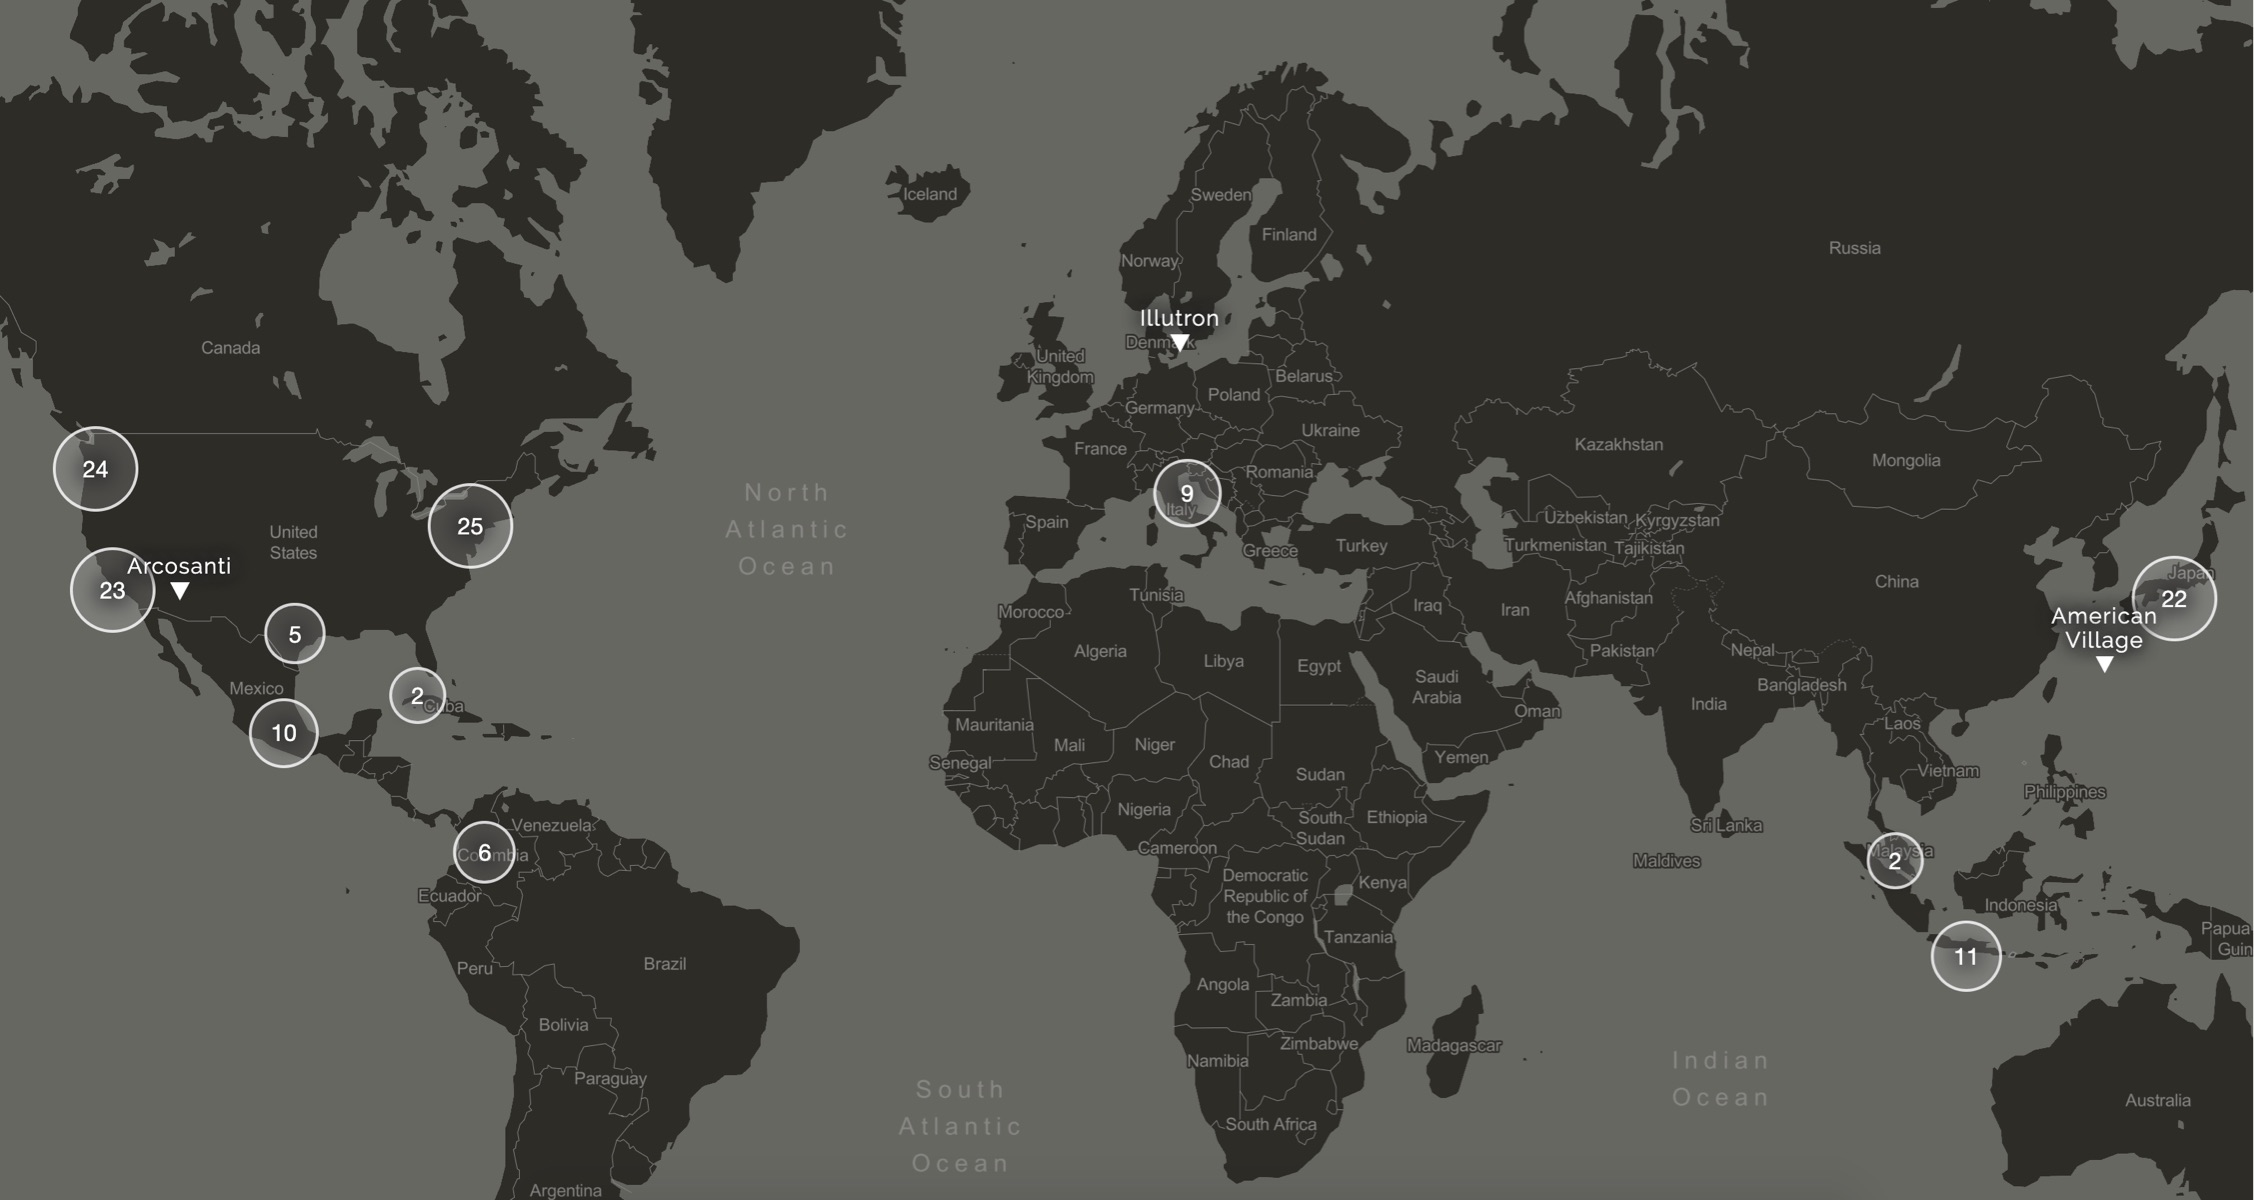 Iceland
Sweden
Finland
Russia
Norway
Illutron
Denmark
Canada
United
Kingdom
Belarus
Poland
Germany
Ukraine
France
Kazakhstan
Mongolia
24
Romania
9
Italy
North
Atlantic
Ocean
25
Spain
Uzbekistan
Kyrgyzstan
United
States
Greece
Turkey
Turkmenistan
Tajikistan
Arcosanti
23
China
Japan
22
Tunisia
Morocco
Iraq
Iran
Afghanistan
American
Village
5
Algeria
Libya
Egypt
Pakistan
Nepal
Saudi
Arabia
Bangladesh
Mexico
2
Cuba
India
Oman
10
Mauritania
Mali
Niger
Chad
Laos
Senegal
Yemen
Sudan
Vietnam
Philippines
Nigeria
South
Sudan
Ethiopia
Venezuela
Sri Lanka
6
Colombia
Cameroon
Maldives
Malaysia
2
Democratic
Republic of
the Congo
Kenya
Ecuador
Indonesia
Papua
Guin
Tanzania
11
Peru
Brazil
Angola
Zambia
Bolivia
Zimbabwe
Madagascar
Namibia
Indian
Ocean
Paraguay
South
Atlantic
Ocean
Australia
South Africa
Argentina